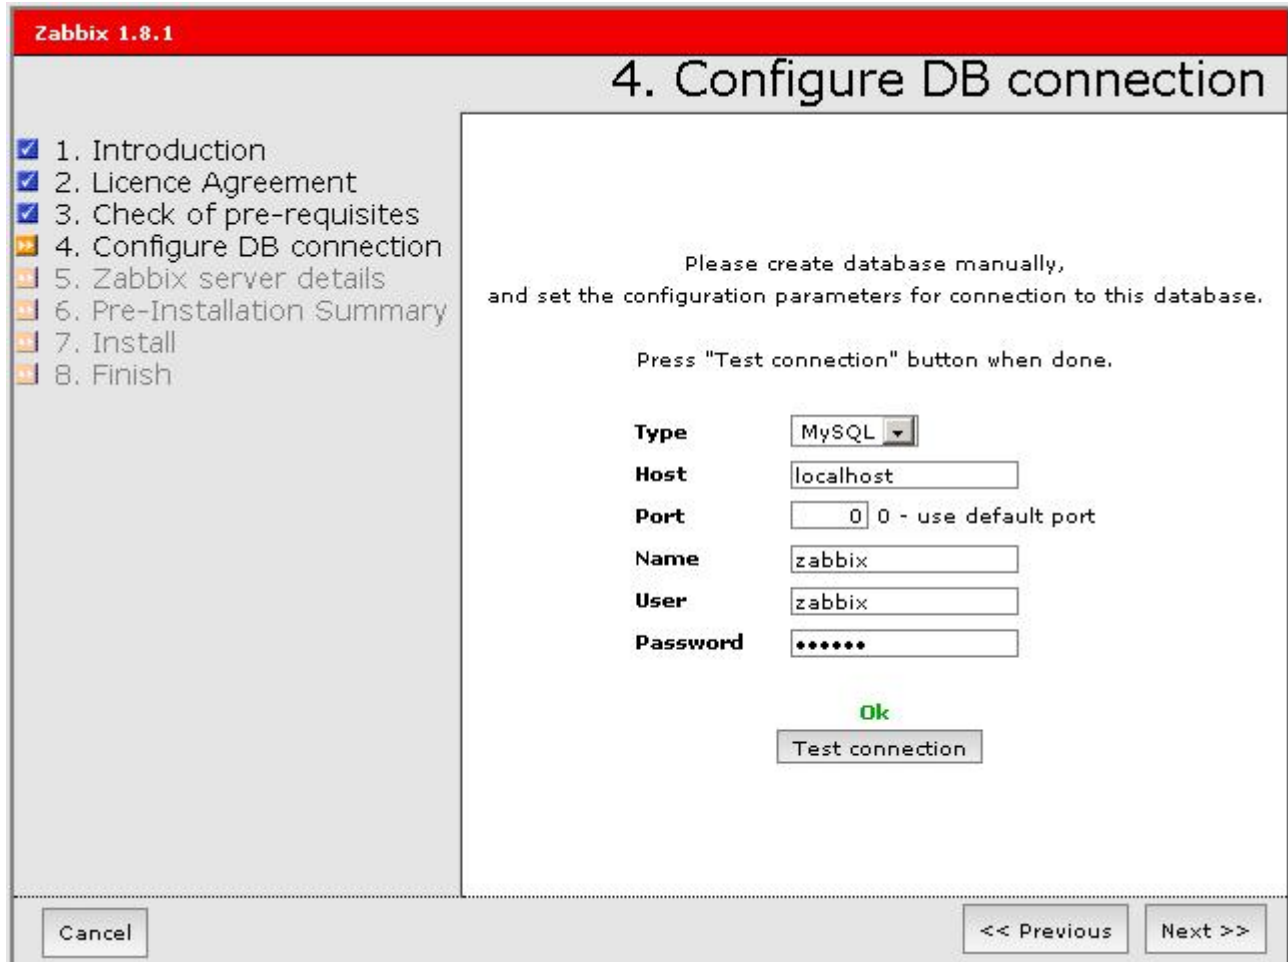 Zabbix 1.8.1
4. Configure DB connection
1. Introduction
2. Licence Agreement
3. Check of pre-requisites
4. Configure DB connection
5. Zabbix server details
6. Pre-Installation Summary
7. Install
8. Finish
Please create database manually,
and set the configuration parameters for connection to this database.
Press "Test connection" button when done.
Type MySQL
Host localhost
Port 0 0 - use default port
Name zabbix
User zabbix
Password ••••••
Ok
Test connection
Cancel << Previous Next >>